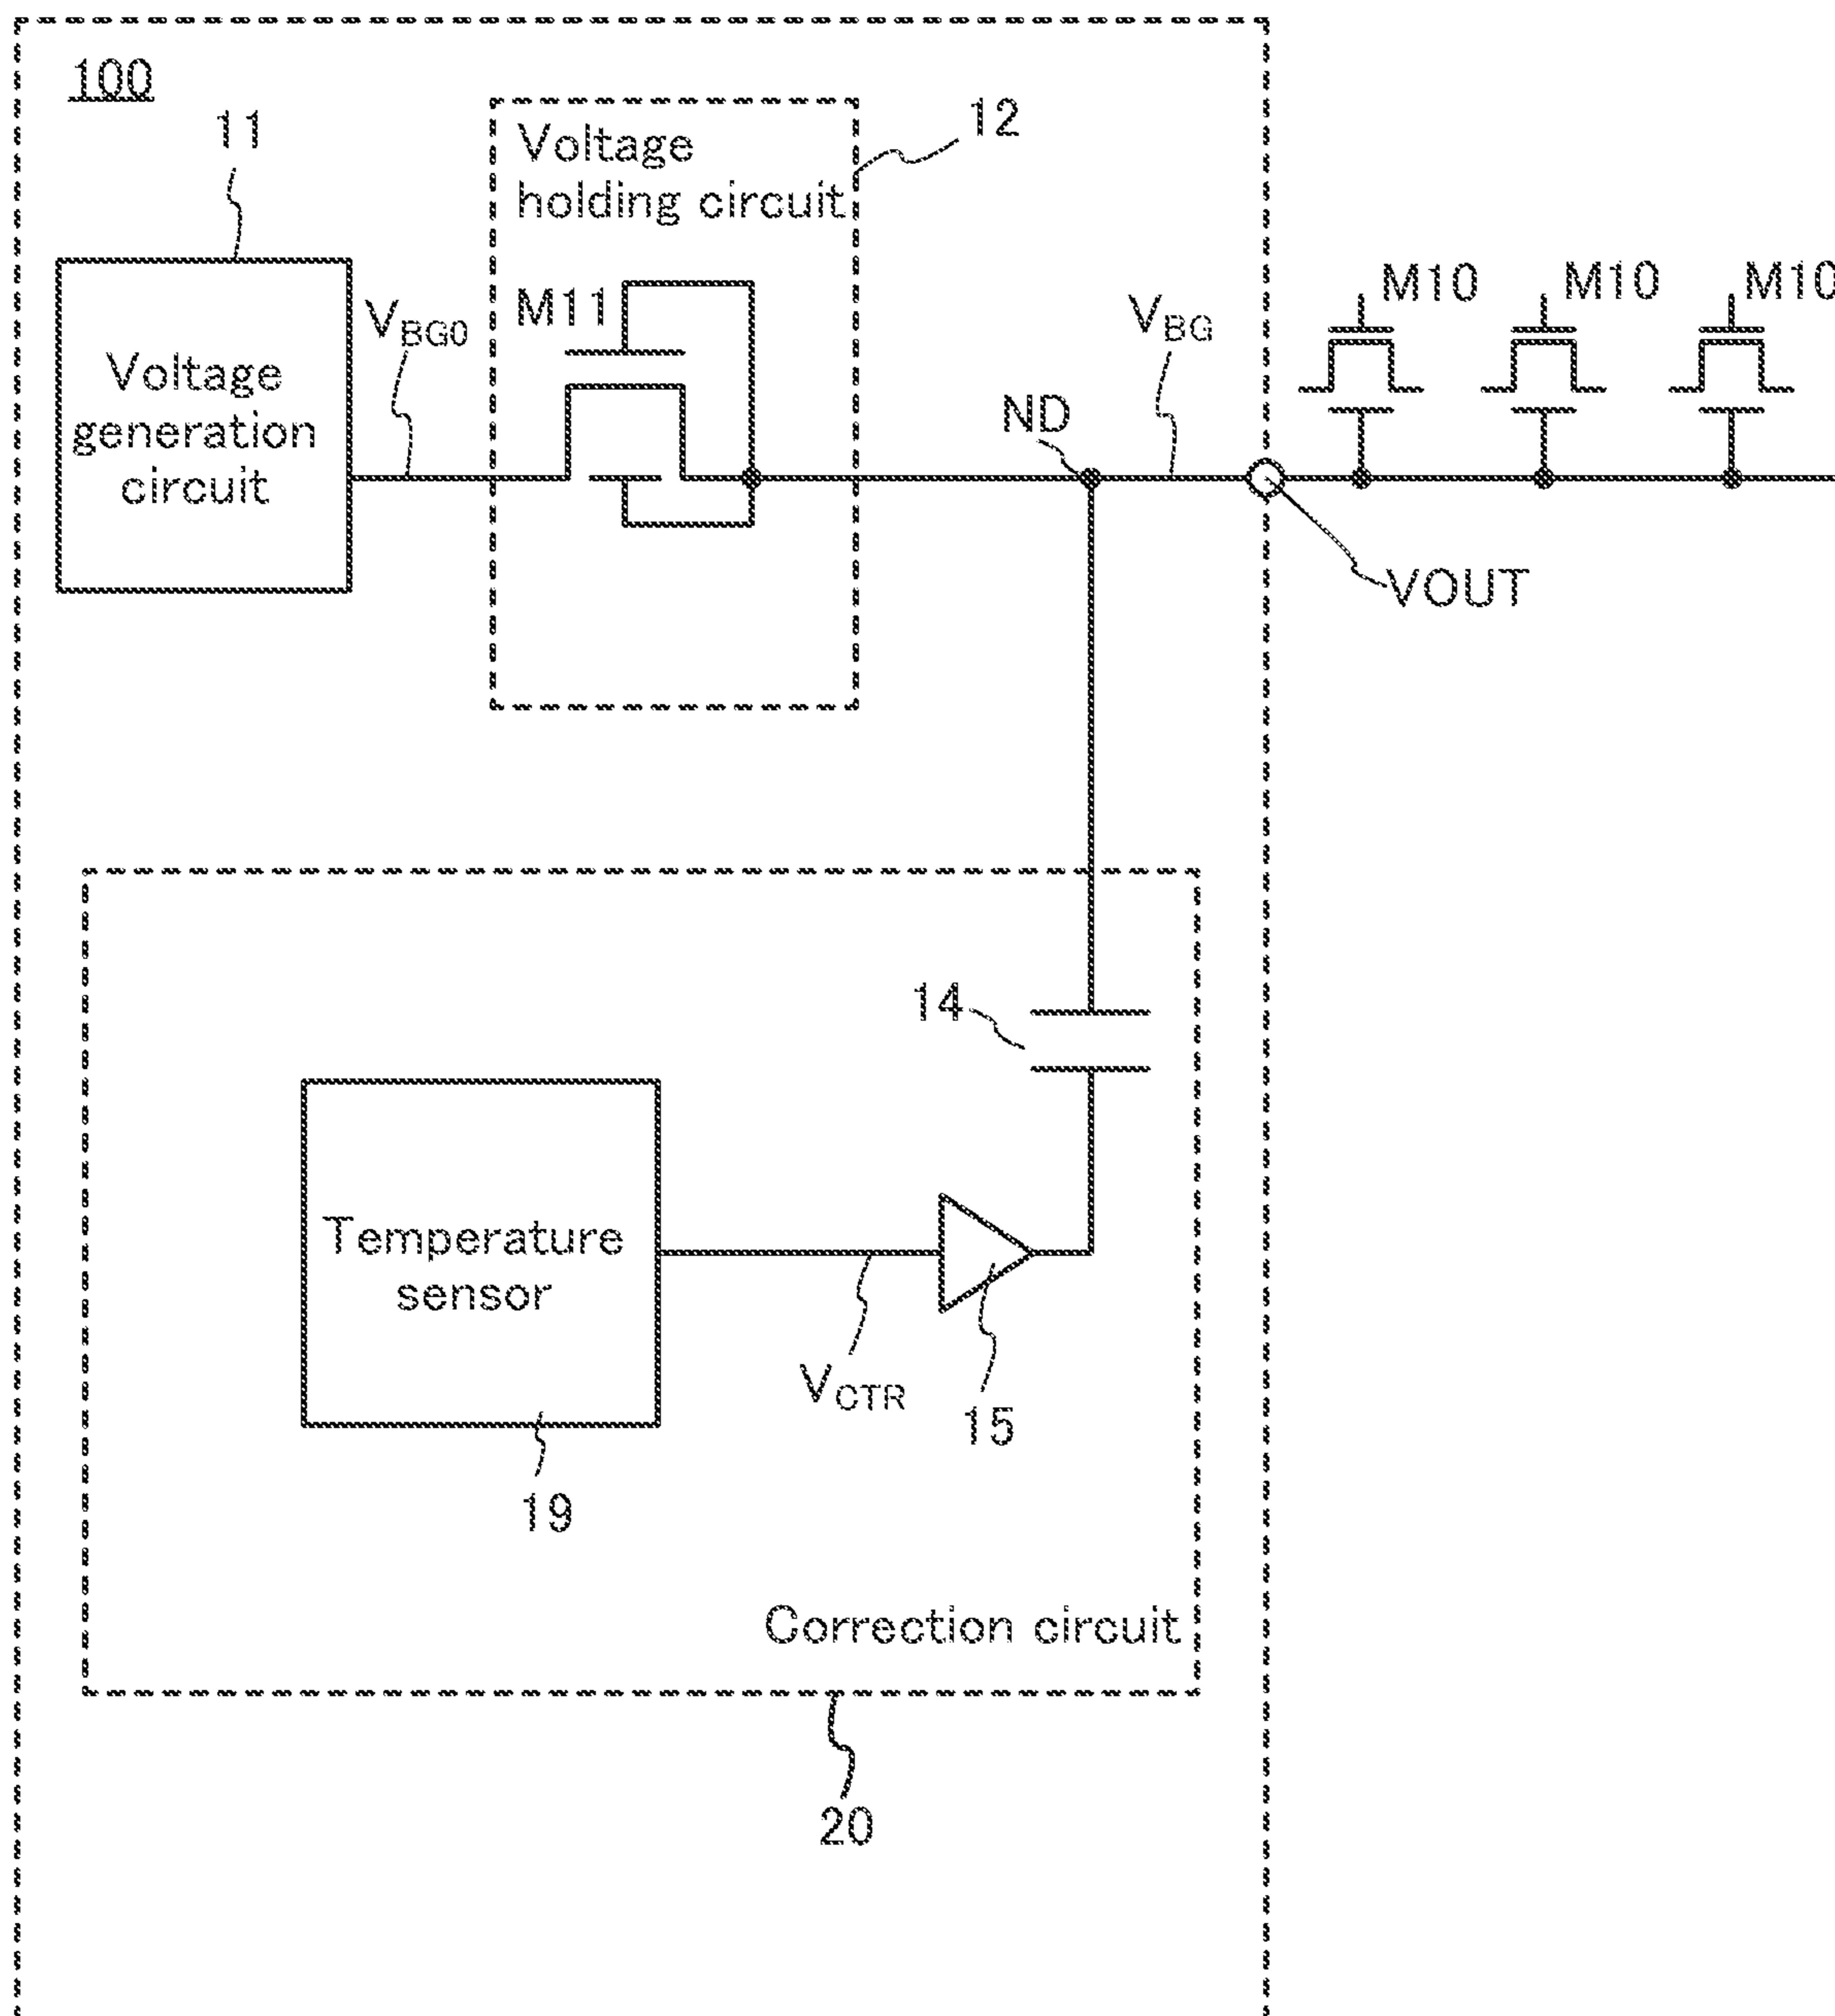 100
11
12
Voltage
holding circuit
Voltage
generation
circuit
V_BG0
M11
V_BG
M10
M10
M10
ND
VOUT
14
Temperature
sensor
V_CTR
15
19
Correction circuit
20